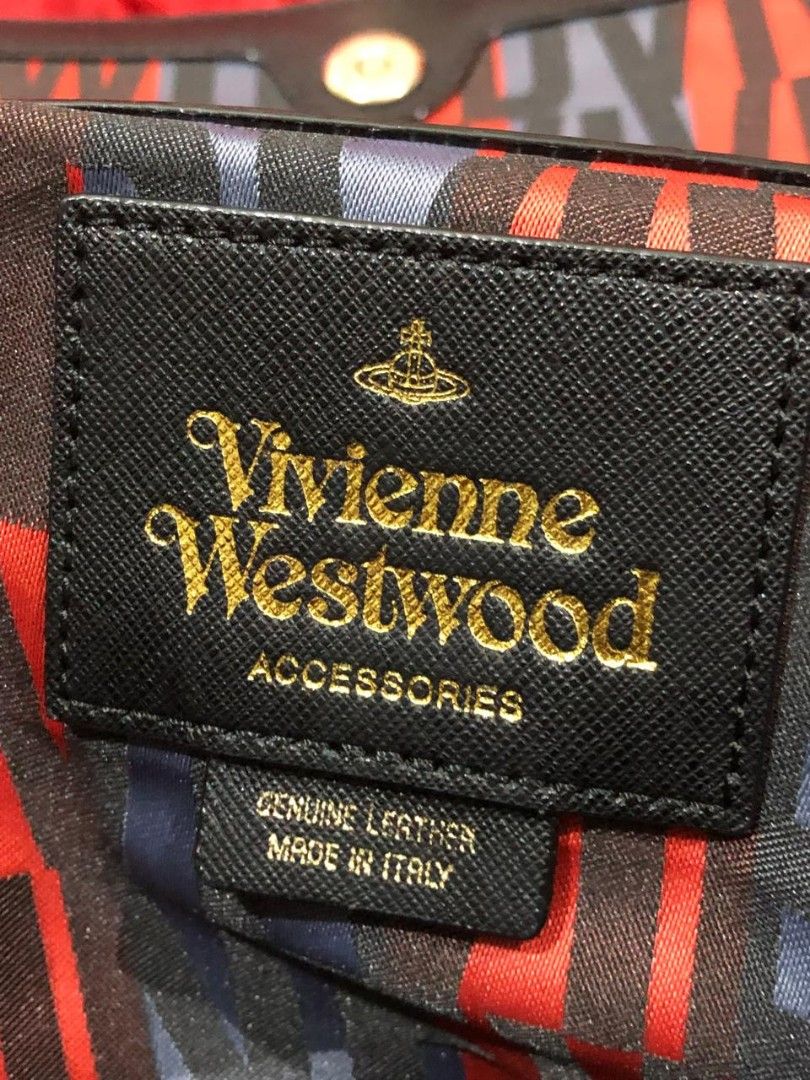 Vivienne
Westwood
ACCESSORIES
GENUINE LEATHER
MADE IN ITALY